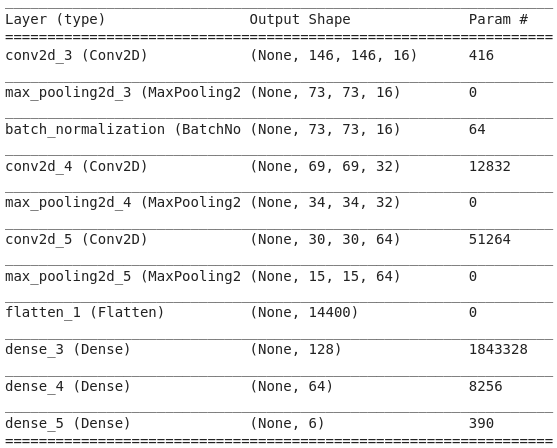 Layer (type) Output Shape Param #
conv2d_3 (Conv2D) (None, 146, 146, 16) 416
max_pooling2d_3 (MaxPooling2 (None, 73, 73, 16) 0
batch_normalization (BatchNo (None, 73, 73, 16) 64
conv2d_4 (Conv2D) (None, 69, 69, 32) 12832
max_pooling2d_4 (MaxPooling2 (None, 34, 34, 32) 0
conv2d_5 (Conv2D) (None, 30, 30, 64) 51264
max_pooling2d_5 (MaxPooling2 (None, 15, 15, 64) 0
flatten_1 (Flatten) (None, 14400) 0
dense_3 (Dense) (None, 128) 1843328
dense_4 (Dense) (None, 64) 8256
dense_5 (Dense) (None, 6) 390